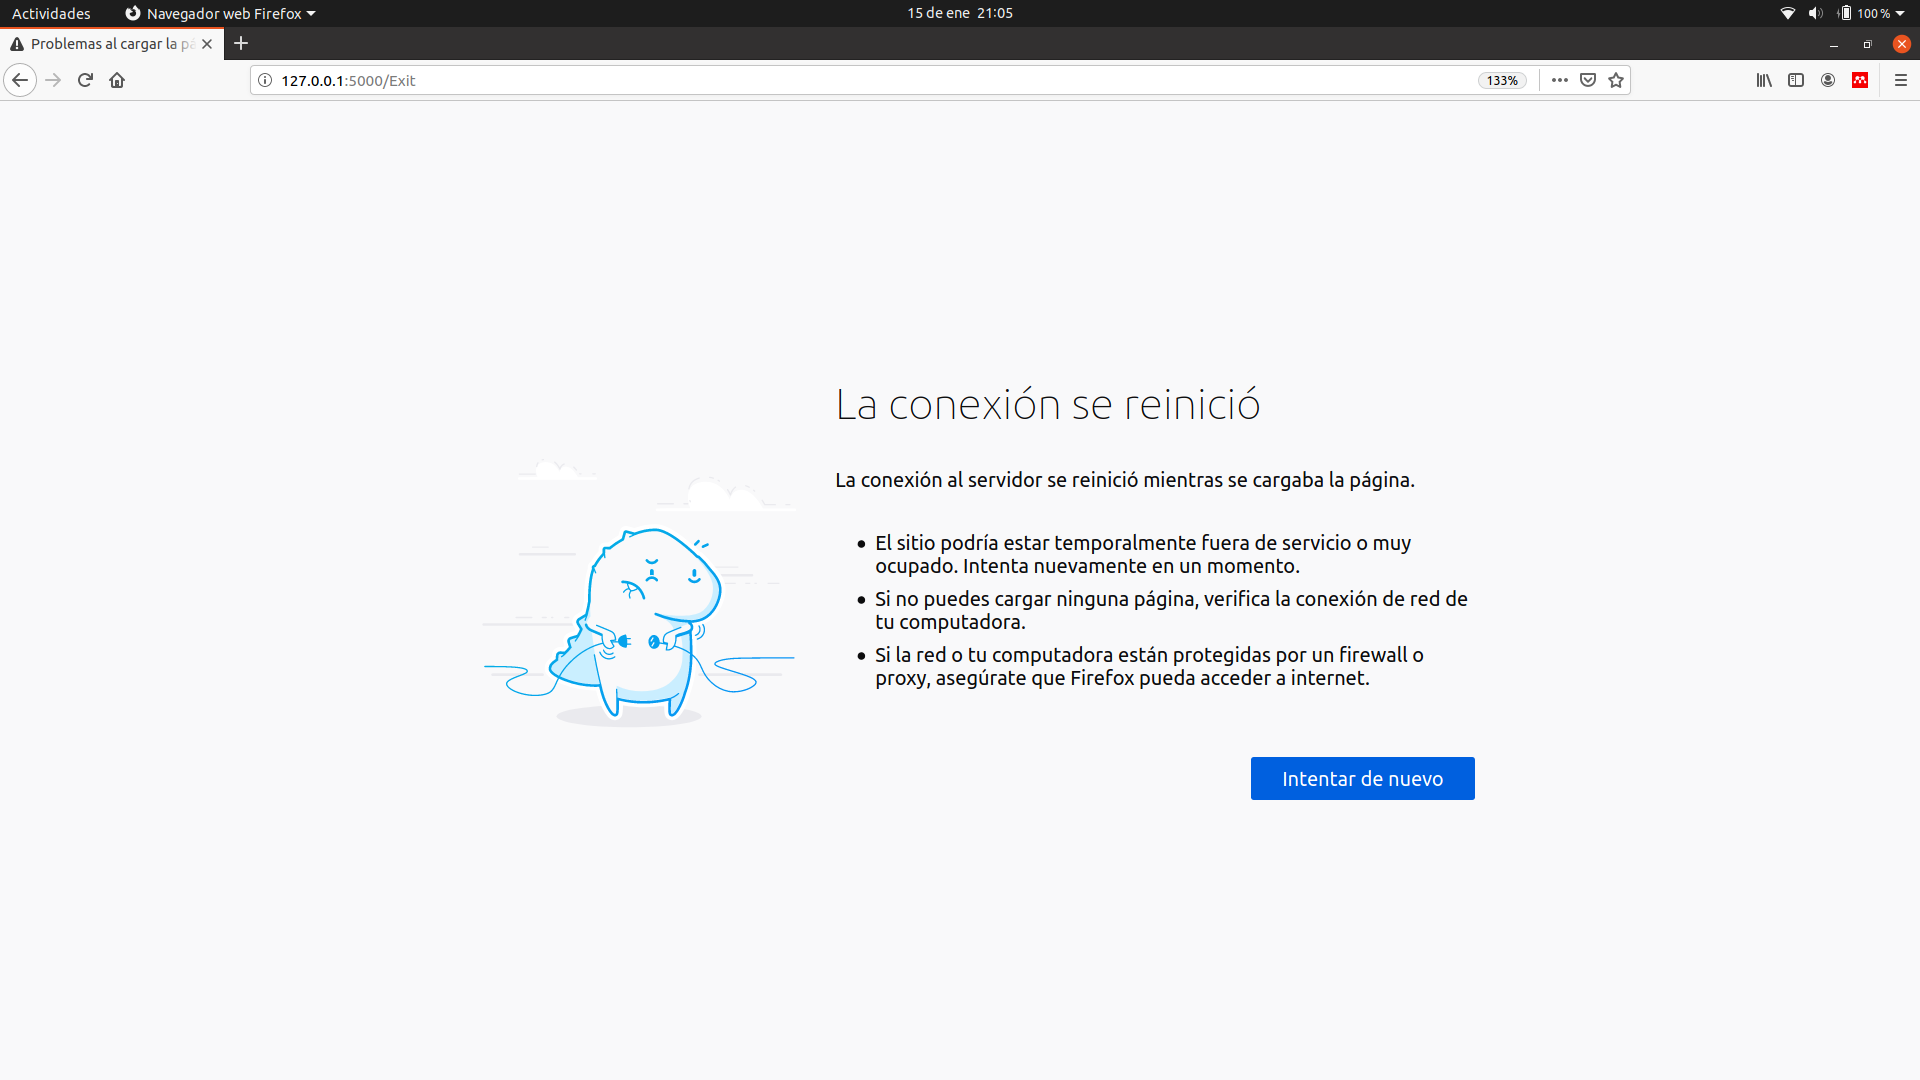 Actividades
Navegador web Firefox
15 de ene 21:05
100 %
Problemas al cargar la pá
127.0.0.1:5000/Exit
133%
La conexión se reinició
La conexión al servidor se reinició mientras se cargaba la página.
El sitio podría estar temporalmente fuera de servicio o muy
ocupado. Intenta nuevamente en un momento.
Si no puedes cargar ninguna página, verifica la conexión de red de
tu computadora.
Si la red o tu computadora están protegidas por un firewall o
proxy, asegúrate que Firefox pueda acceder a internet.
Intentar de nuevo